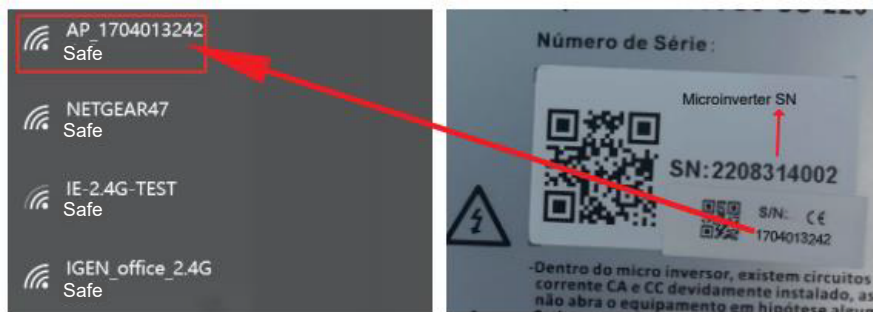 AP_1704013242
Safe
NETGEAR47
Safe
IE-2.4G-TEST
Safe
IGEN_office_2.4G
Safe
Número de Série:
Microinverter SN
SN:2208314002
S/N: CE
1704013242
-Dentro do micro inversor, existem circuitos
corrente CA e CC devidamente instalado, as
não abra o equipamento em hipótese algum